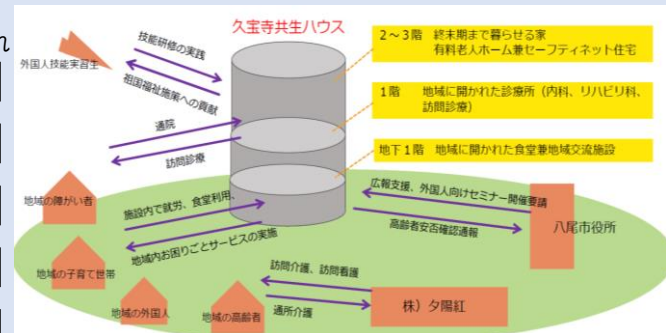 久宝寺共生ハウス
2～3階　終末期まで暮らせる家
有料老人ホーム兼セーフティネット住宅
1階　地域に開かれた診療所（内科、リハビリ科、
訪問診療）
地下1階　地域に開かれた食堂兼地域交流施設
外国人技能実習生
技能研修の実践
祖国福祉施策への貢献
通院
訪問診療
地域の障がい者
施設内で就労、食堂利用、
地域内お困りごとサービスの実施
地域の子育て世帯
地域の外国人
地域の高齢者
訪問介護、訪問看護
通所介護
株）夕陽紅
広報支援、外国人向けセミナー開催要請
高齢者安否確認通報
八尾市役所